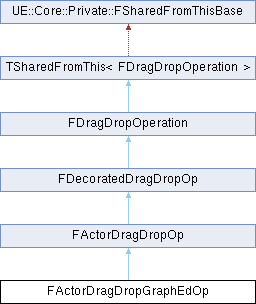 UE::Core::Private::FSharedFromThisBase
TSharedFromThis< FDragDropOperation >
FDragDropOperation
FDecoratedDragDropOp
FActorDragDropOp
FActorDragDropGraphEdOp